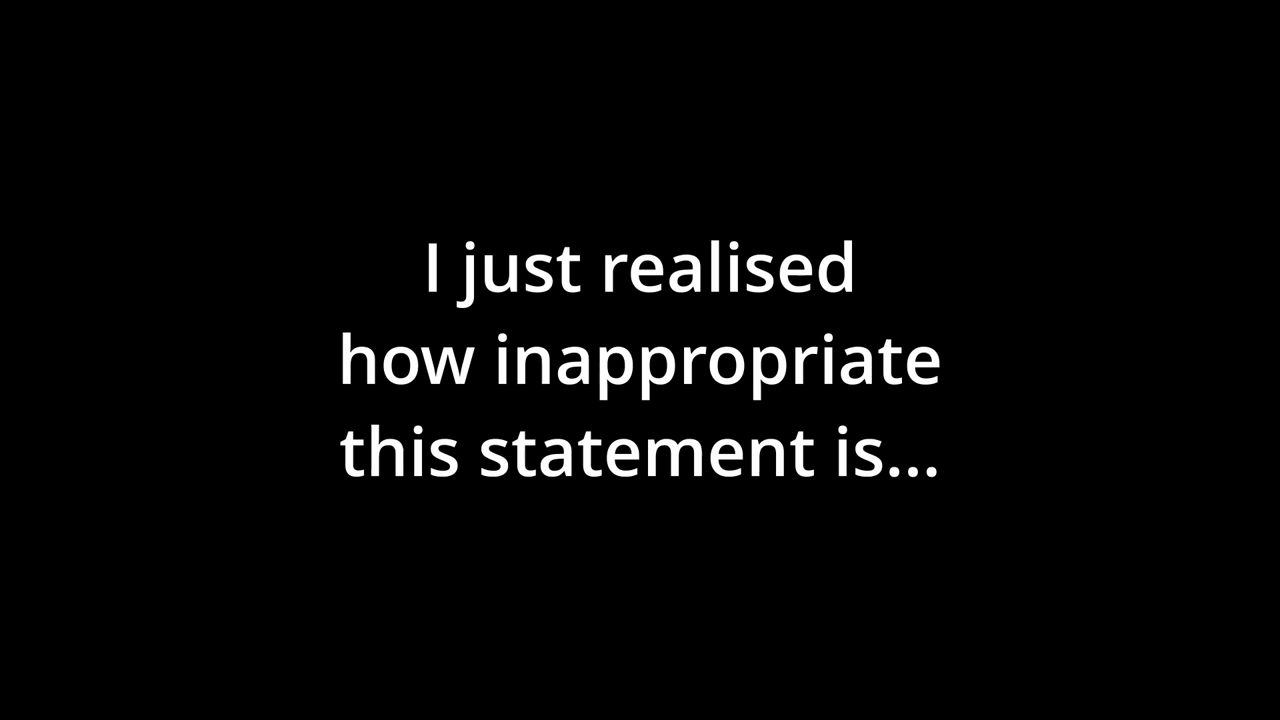 I just realised
how inappropriate
this statement is...